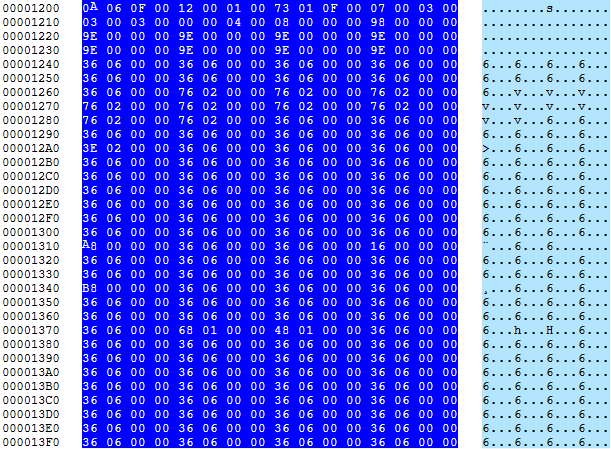 00001200 0A 06 0F 00 12 00 01 00 73 01 0F 00 07 00 03 00 ........s.......
00001210 03 00 03 00 00 00 04 00 08 00 00 00 98 00 00 00 ................
00001220 9E 00 00 00 9E 00 00 00 9E 00 00 00 9E 00 00 00 ................
00001230 9E 00 00 00 9E 00 00 00 9E 00 00 00 9E 00 00 00 ................
00001240 36 06 00 00 36 06 00 00 36 06 00 00 36 06 00 00 6...6...6...6...
00001250 36 06 00 00 36 06 00 00 36 06 00 00 36 06 00 00 6...6...6...6...
00001260 36 06 00 00 76 02 00 00 76 02 00 00 76 02 00 00 6...v...v...v...
00001270 76 02 00 00 76 02 00 00 76 02 00 00 76 02 00 00 v...v...v...v...
00001280 76 02 00 00 76 02 00 00 36 06 00 00 36 06 00 00 v...v...6...6...
00001290 36 06 00 00 36 06 00 00 36 06 00 00 36 06 00 00 6...6...6...6...
000012A0 3E 02 00 00 36 06 00 00 36 06 00 00 36 06 00 00 >...6...6...6...
000012B0 36 06 00 00 36 06 00 00 36 06 00 00 36 06 00 00 6...6...6...6...
000012C0 36 06 00 00 36 06 00 00 36 06 00 00 36 06 00 00 6...6...6...6...
000012D0 36 06 00 00 36 06 00 00 36 06 00 00 36 06 00 00 6...6...6...6...
000012E0 36 06 00 00 36 06 00 00 36 06 00 00 36 06 00 00 6...6...6...6...
000012F0 36 06 00 00 36 06 00 00 36 06 00 00 36 06 00 00 6...6...6...6...
00001300 36 06 00 00 36 06 00 00 36 06 00 00 36 06 00 00 6...6...6...6...
00001310 A8 00 00 00 36 06 00 00 36 06 00 00 16 00 00 00 ¨...6...6.......
00001320 36 06 00 00 36 06 00 00 36 06 00 00 36 06 00 00 6...6...6...6...
00001330 36 06 00 00 36 06 00 00 36 06 00 00 36 06 00 00 6...6...6...6...
00001340 B8 00 00 00 36 06 00 00 36 06 00 00 36 06 00 00 ¸...6...6...6...
00001350 36 06 00 00 36 06 00 00 36 06 00 00 36 06 00 00 6...6...6...6...
00001360 36 06 00 00 36 06 00 00 36 06 00 00 36 06 00 00 6...6...6...6...
00001370 36 06 00 00 68 01 00 00 48 01 00 00 36 06 00 00 6...h...H...6...
00001380 36 06 00 00 36 06 00 00 36 06 00 00 36 06 00 00 6...6...6...6...
00001390 36 06 00 00 36 06 00 00 36 06 00 00 36 06 00 00 6...6...6...6...
000013A0 36 06 00 00 36 06 00 00 36 06 00 00 36 06 00 00 6...6...6...6...
000013B0 36 06 00 00 36 06 00 00 36 06 00 00 36 06 00 00 6...6...6...6...
000013C0 36 06 00 00 36 06 00 00 36 06 00 00 36 06 00 00 6...6...6...6...
000013D0 36 06 00 00 36 06 00 00 36 06 00 00 36 06 00 00 6...6...6...6...
000013E0 36 06 00 00 36 06 00 00 36 06 00 00 36 06 00 00 6...6...6...6...
000013F0 36 06 00 00 36 06 00 00 36 06 00 00 36 06 00 00 6...6...6...6...